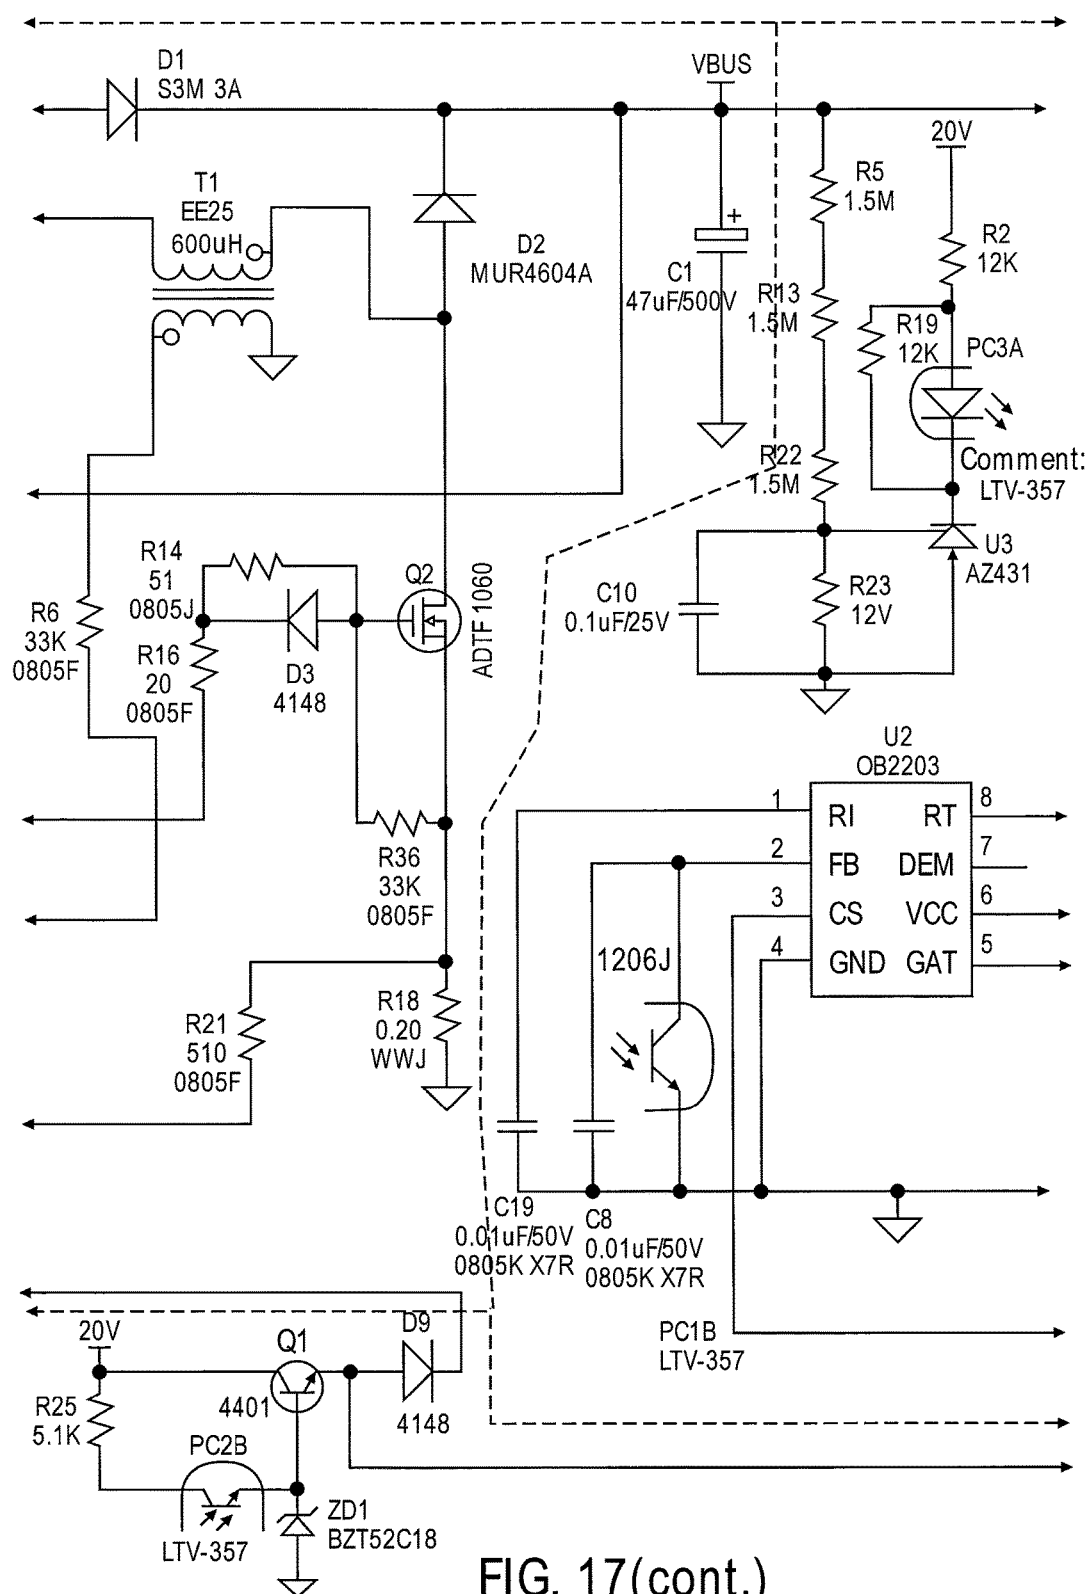 D1
S3M 3A
VBUS
20V
T1
EE25
600uH
D2
MUR4604A
C1
47uF/500V
+
R5
1.5M
R13
1.5M
R22
1.5M
R2
12K
R19
12K
PC3A
Comment:
LTV-357
U3
AZ431
C10
0.1uF/25V
R23
12V
R14
51
0805J
R6
33K
0805F
R16
20
0805F
D3
4148
Q2
ADTF1060
R36
33K
0805F
R21
510
0805F
R18
0.20
WWJ
U2
OB2203
1 RI RT 8
2 FB DEM 7
3 CS VCC 6
4 GND GAT 5
1206J
C19
0.01uF/50V
0805K X7R
C8
0.01uF/50V
0805K X7R
PC1B
LTV-357
20V
Q1
4401
D9
4148
R25
5.1K
PC2B
LTV-357
ZD1
BZT52C18
FIG. 17(cont.)